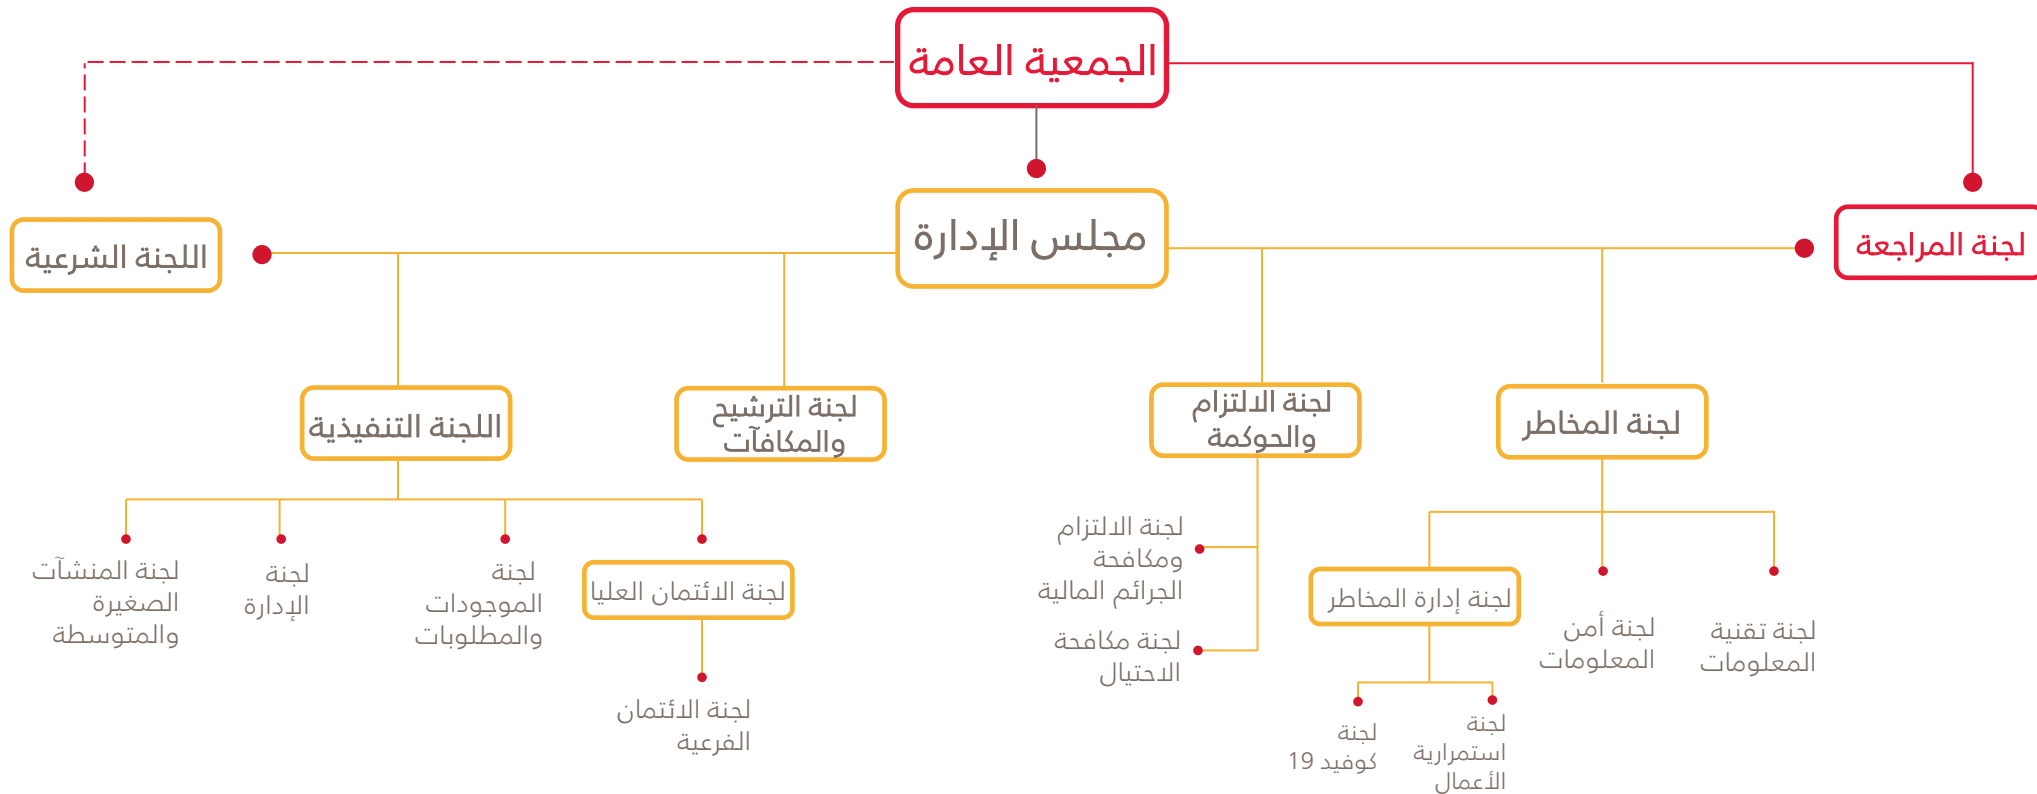 الجمعية العامة
مجلس الإدارة
لجنة المراجعة
اللجنة الشرعية
لجنة المخاطر
لجنة الالتزام
والحوكمة
لجنة الترشيح
والمكافآت
اللجنة التنفيذية
لجنة تقنية
المعلومات
لجنة أمن
المعلومات
لجنة إدارة المخاطر
لجنة
استمرارية
الأعمال
لجنة
كوفيد 19
لجنة الالتزام
ومكافحة
الجرائم المالية
لجنة مكافحة
الاحتيال
لجنة الائتمان العليا
لجنة الائتمان
الفرعية
لجنة
الموجودات
والمطلوبات
لجنة
الإدارة
لجنة المنشآت
الصغيرة
والمتوسطة